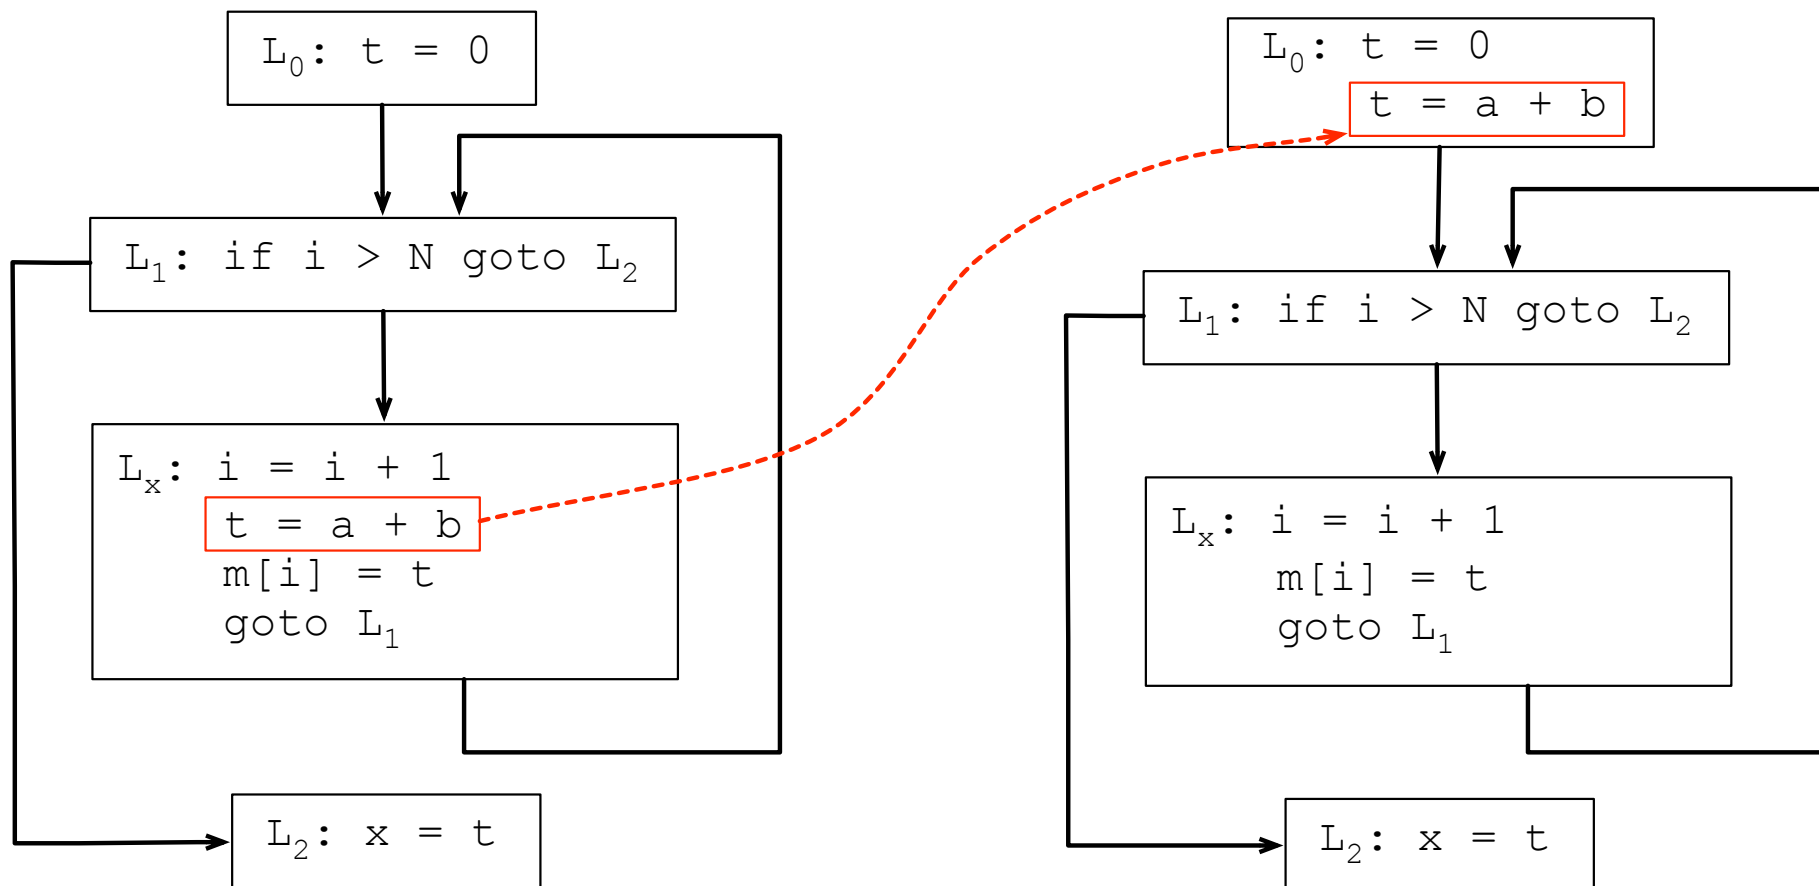 L₀: t = 0
L₁: if i > N goto L₂
Lₓ: i = i + 1
t = a + b
m[i] = t
goto L₁
L₂: x = t
L₀: t = 0
t = a + b
L₁: if i > N goto L₂
Lₓ: i = i + 1
m[i] = t
goto L₁
L₂: x = t